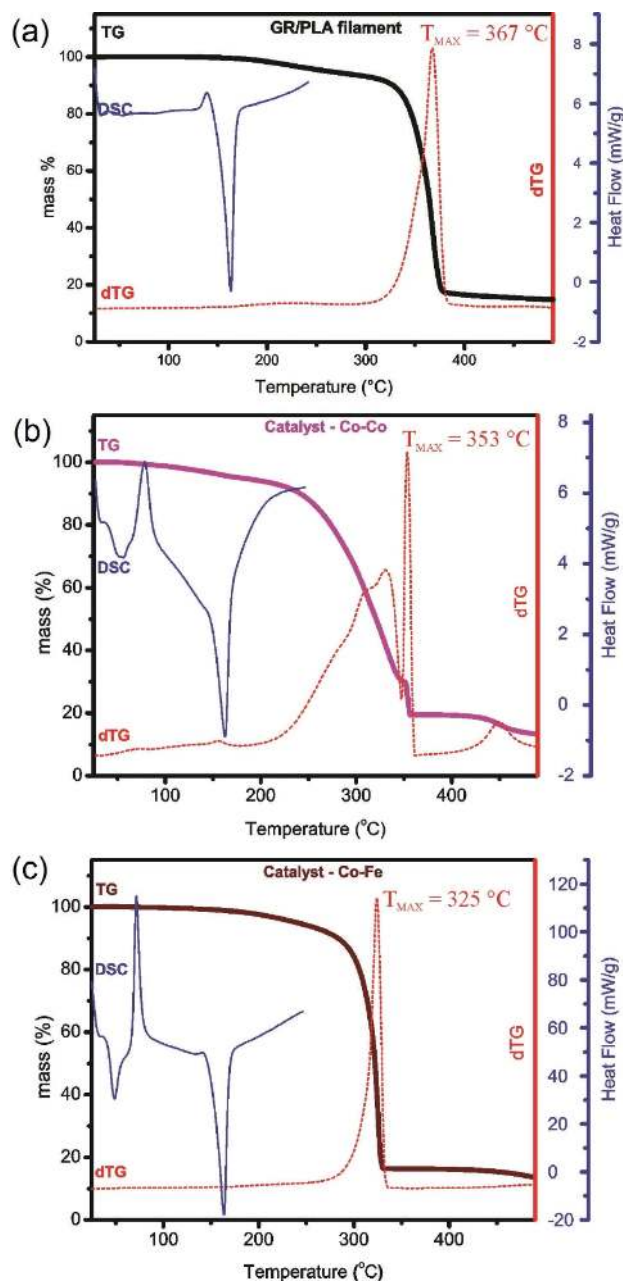 (a)
TG
GR/PLA filament
T_MAX = 367 °C
8
100
DSC
6
80
mass %
60
4
dTG
Heat Flow (mW/g)
40
2
20
dTG
0
0
-2
100
200
300
400
Temperature (°C)
(b)
Catalyst - Co-Co
T_MAX = 353 °C
8
TG
100
6
80
DSC
4
mass (%)
60
dTG
Heat Flow (mW/g)
2
40
0
20
dTG
0
-2
100
200
300
400
Temperature (°C)
(c)
Catalyst - Co-Fe
TG
T_MAX = 325 °C
120
100
100
DSC
80
80
mass (%)
60
60
dTG
Heat Flow (mW/g)
40
40
20
20
dTG
0
0
-20
100
200
300
400
Temperature (°C)